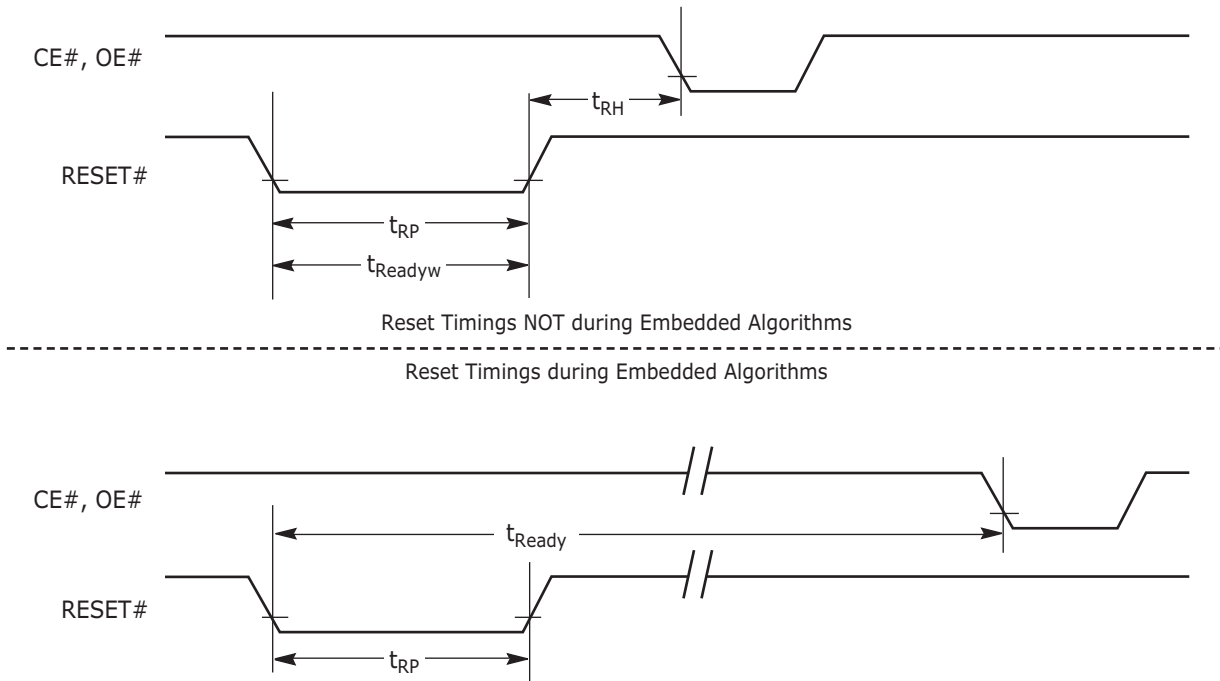 CE#, OE#
tRH
RESET#
tRP
tReadyw
Reset Timings NOT during Embedded Algorithms
Reset Timings during Embedded Algorithms
CE#, OE#
tReady
RESET#
tRP